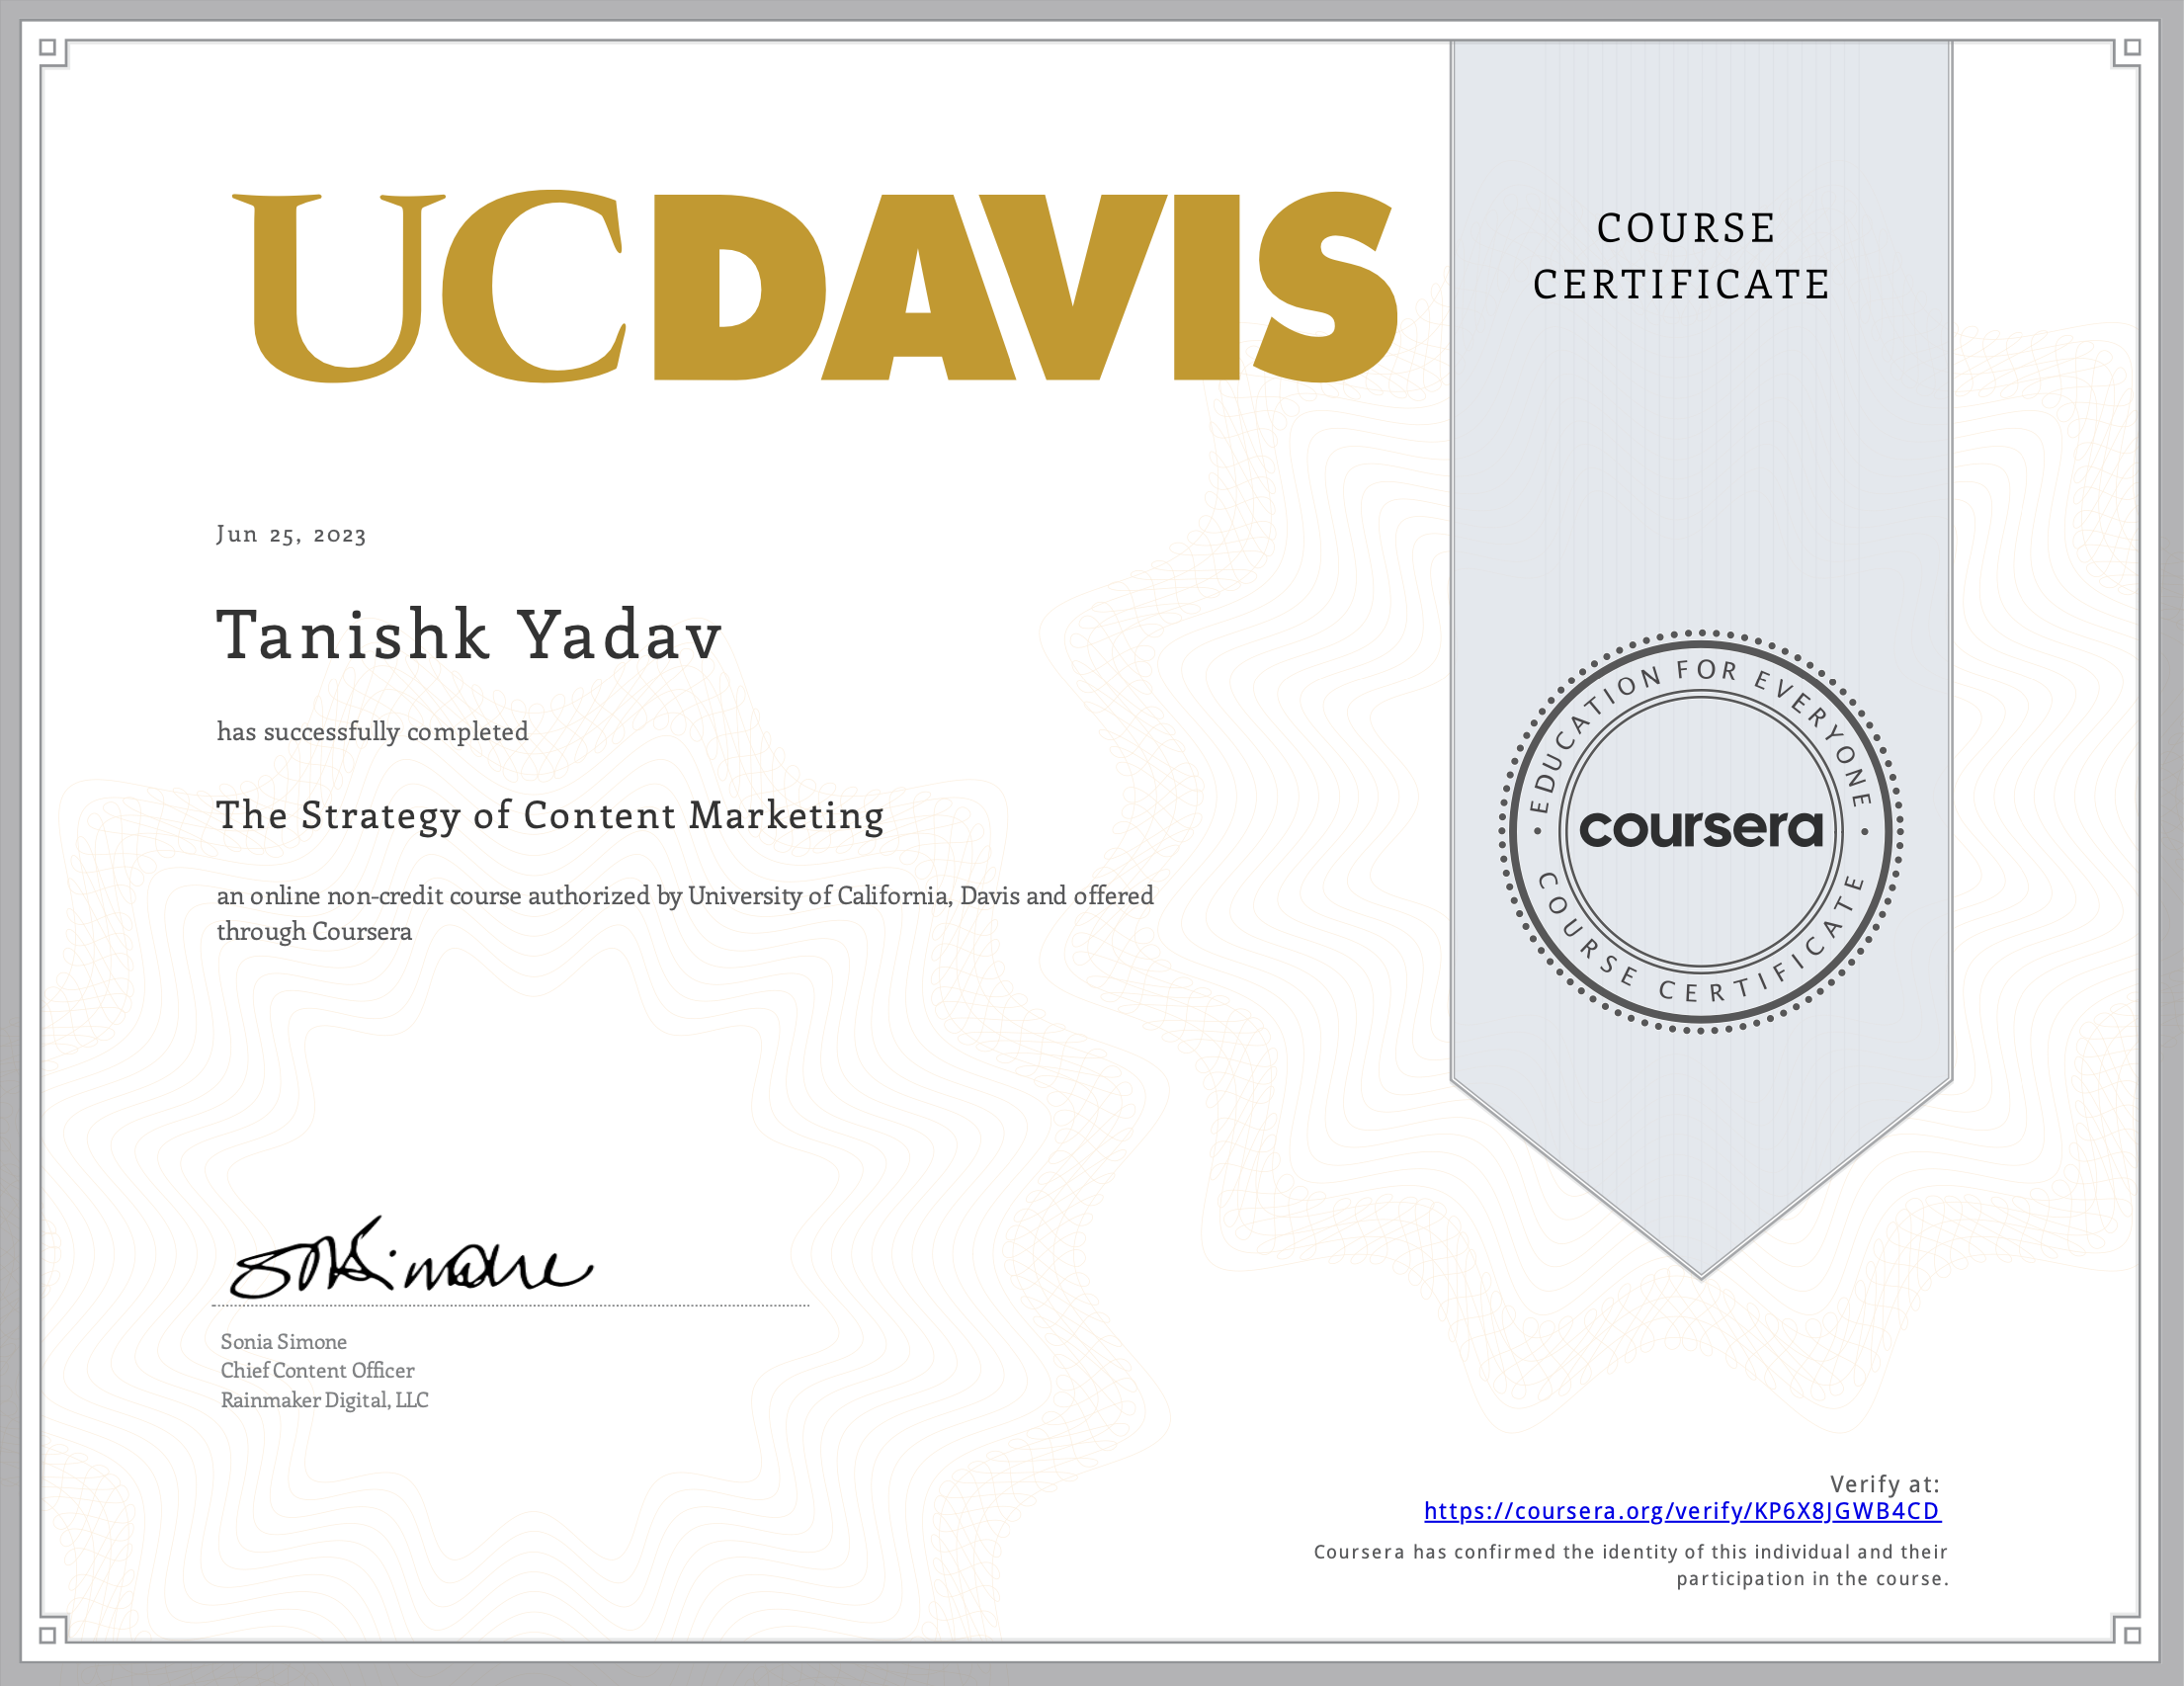 UCDAVIS
COURSE
CERTIFICATE
Jun 25, 2023
Tanishk Yadav
has successfully completed
The Strategy of Content Marketing
an online non-credit course authorized by University of California, Davis and offered
through Coursera
EDUCATION FOR EVERYONE
coursera
COURSE CERTIFICATE
Sonia Simone
Chief Content Officer
Rainmaker Digital, LLC
Verify at:
https://coursera.org/verify/KP6X8JGWB4CD
Coursera has confirmed the identity of this individual and their
participation in the course.